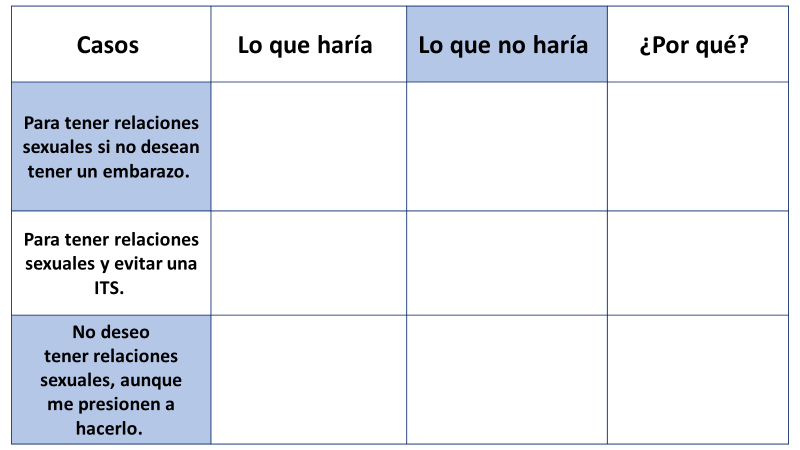 Casos
Lo que haría
Lo que no haría
¿Por qué?
Para tener relaciones
sexuales si no desean
tener un embarazo.
Para tener relaciones
sexuales y evitar una
ITS.
No deseo
tener relaciones
sexuales, aunque
me presionen a
hacerlo.